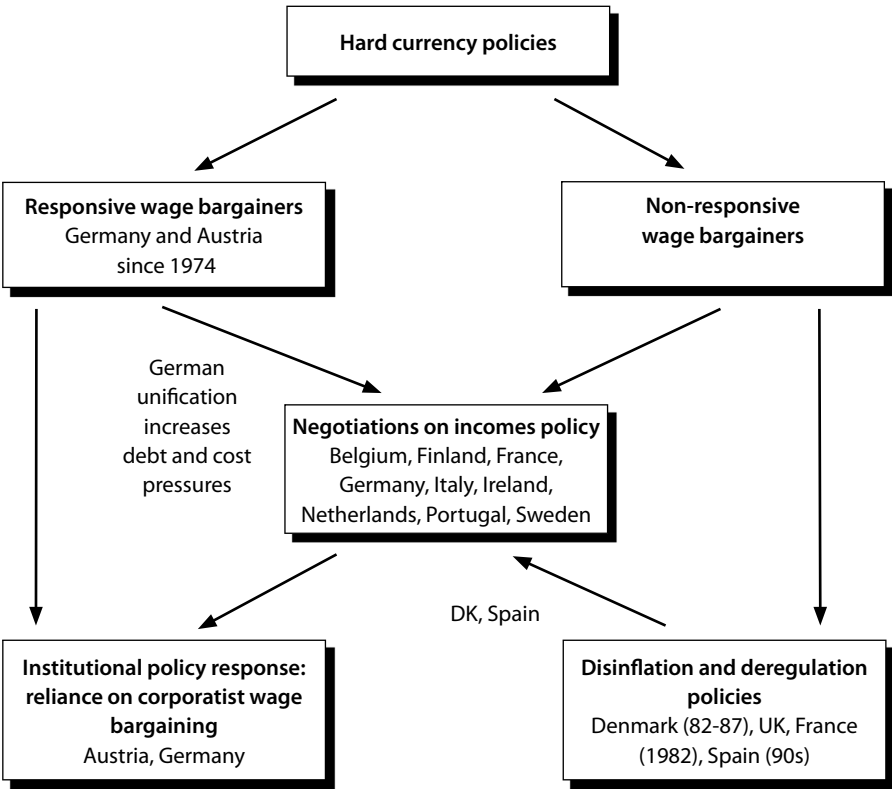 Hard currency policies
Responsive wage bargainers
Germany and Austria
since 1974
Non-responsive
wage bargainers
German
unification
increases
debt and cost
pressures
Negotiations on incomes policy
Belgium, Finland, France,
Germany, Italy, Ireland,
Netherlands, Portugal, Sweden
DK, Spain
Institutional policy response:
reliance on corporatist wage
bargaining
Austria, Germany
Disinflation and deregulation
policies
Denmark (82-87), UK, France
(1982), Spain (90s)